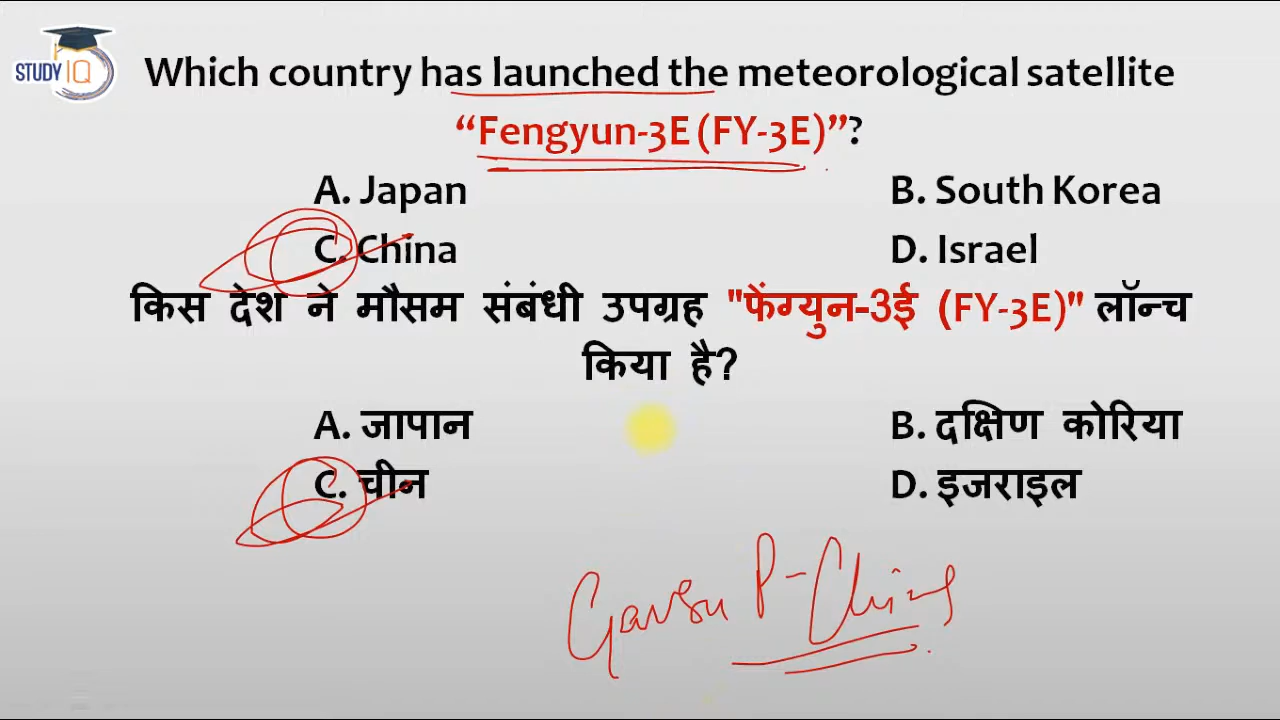 STUDY IQ
Which country has launched the meteorological satellite
“Fengyun-3E (FY-3E)”?
A. Japan B. South Korea
C. China D. Israel
किस देश ने मौसम संबंधी उपग्रह "फेंग्युन-3ई (FY-3E)" लॉन्च
किया है?
A. जापान B. दक्षिण कोरिया
C. चीन D. इजराइल
P - China